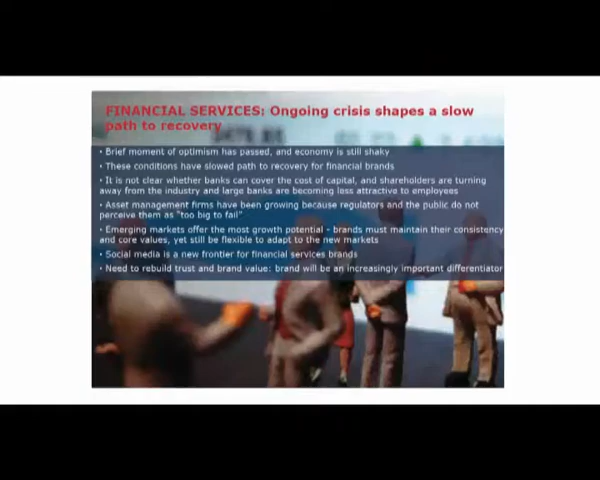 FINANCIAL SERVICES: Ongoing crisis shapes a slow
path to recovery
• Brief moment of optimism has passed, and economy is still shaky
• These conditions have slowed path to recovery for financial brands
• It is not clear whether banks can cover the cost of capital, and shareholders are turning
away from the industry and large banks are becoming less attractive to employees
• Asset management firms have been growing because regulators and the public do not
perceive them as "too big to fail"
• Emerging markets offer the most growth potential - brands must maintain their consistency
and core values, yet still be flexible to adapt to the new markets
• Social media is a new frontier for financial services brands
• Need to rebuild trust and brand value: brand will be an increasingly important differentiator